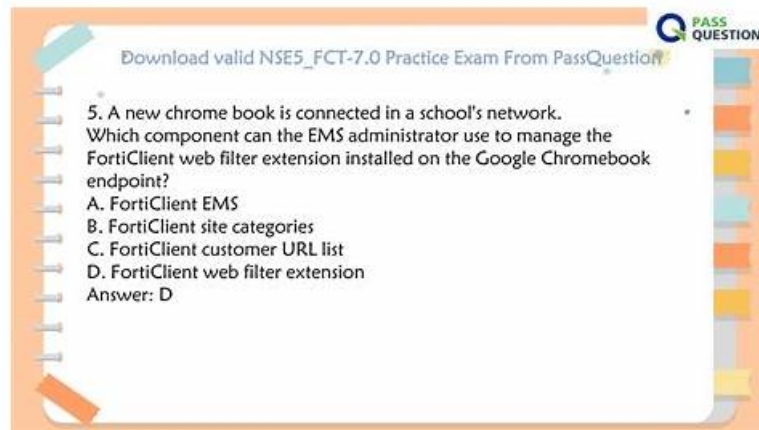 PASS
QUESTION
Download valid NSE5_FCT-7.0 Practice Exam From PassQuestion
5. A new chrome book is connected in a school's network.
Which component can the EMS administrator use to manage the
FortiClient web filter extension installed on the Google Chromebook
endpoint?
A. FortiClient EMS
B. FortiClient site categories
C. FortiClient customer URL list
D. FortiClient web filter extension
Answer: D